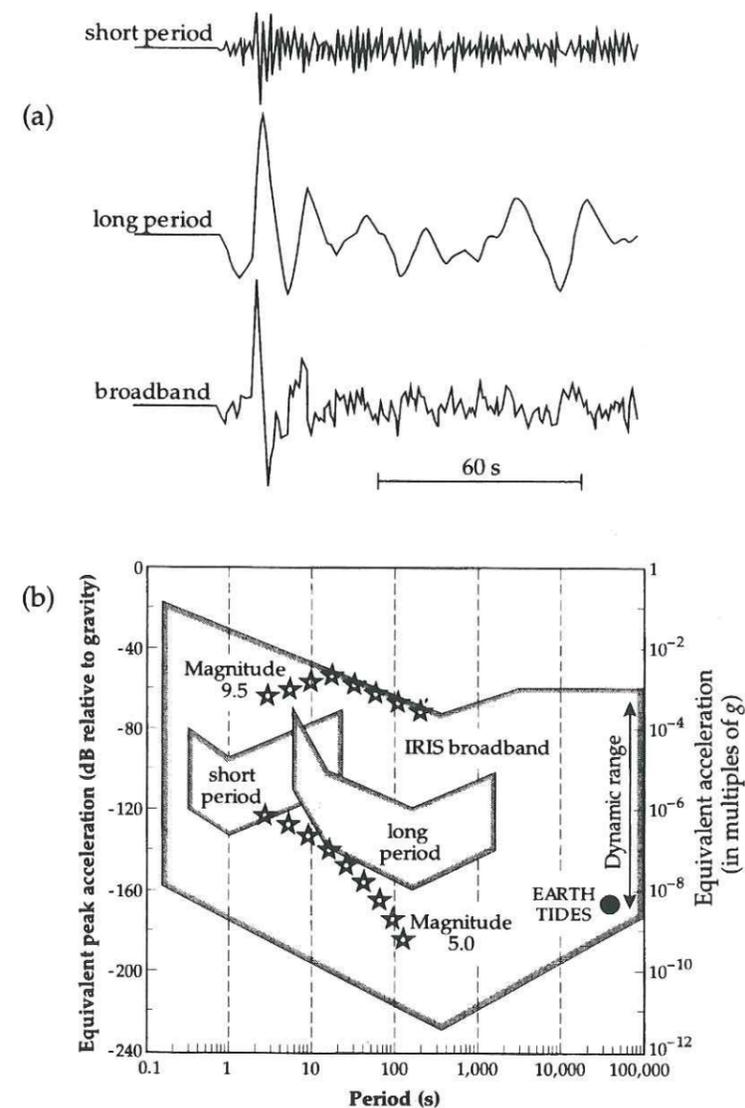 short period
(a)
long period
broadband
60 s
(b)
Equivalent peak acceleration (dB relative to gravity)
0
-40
-80
-120
-160
-200
-240
Magnitude
9.5
IRIS broadband
short
period
long
period
Magnitude
5.0
EARTH
TIDES
Dynamic range
1
10⁻²
10⁻⁴
10⁻⁶
10⁻⁸
10⁻¹⁰
10⁻¹²
Equivalent acceleration
(in multiples of g)
0.1 1 10 100 1,000 10,000 100,000
Period (s)